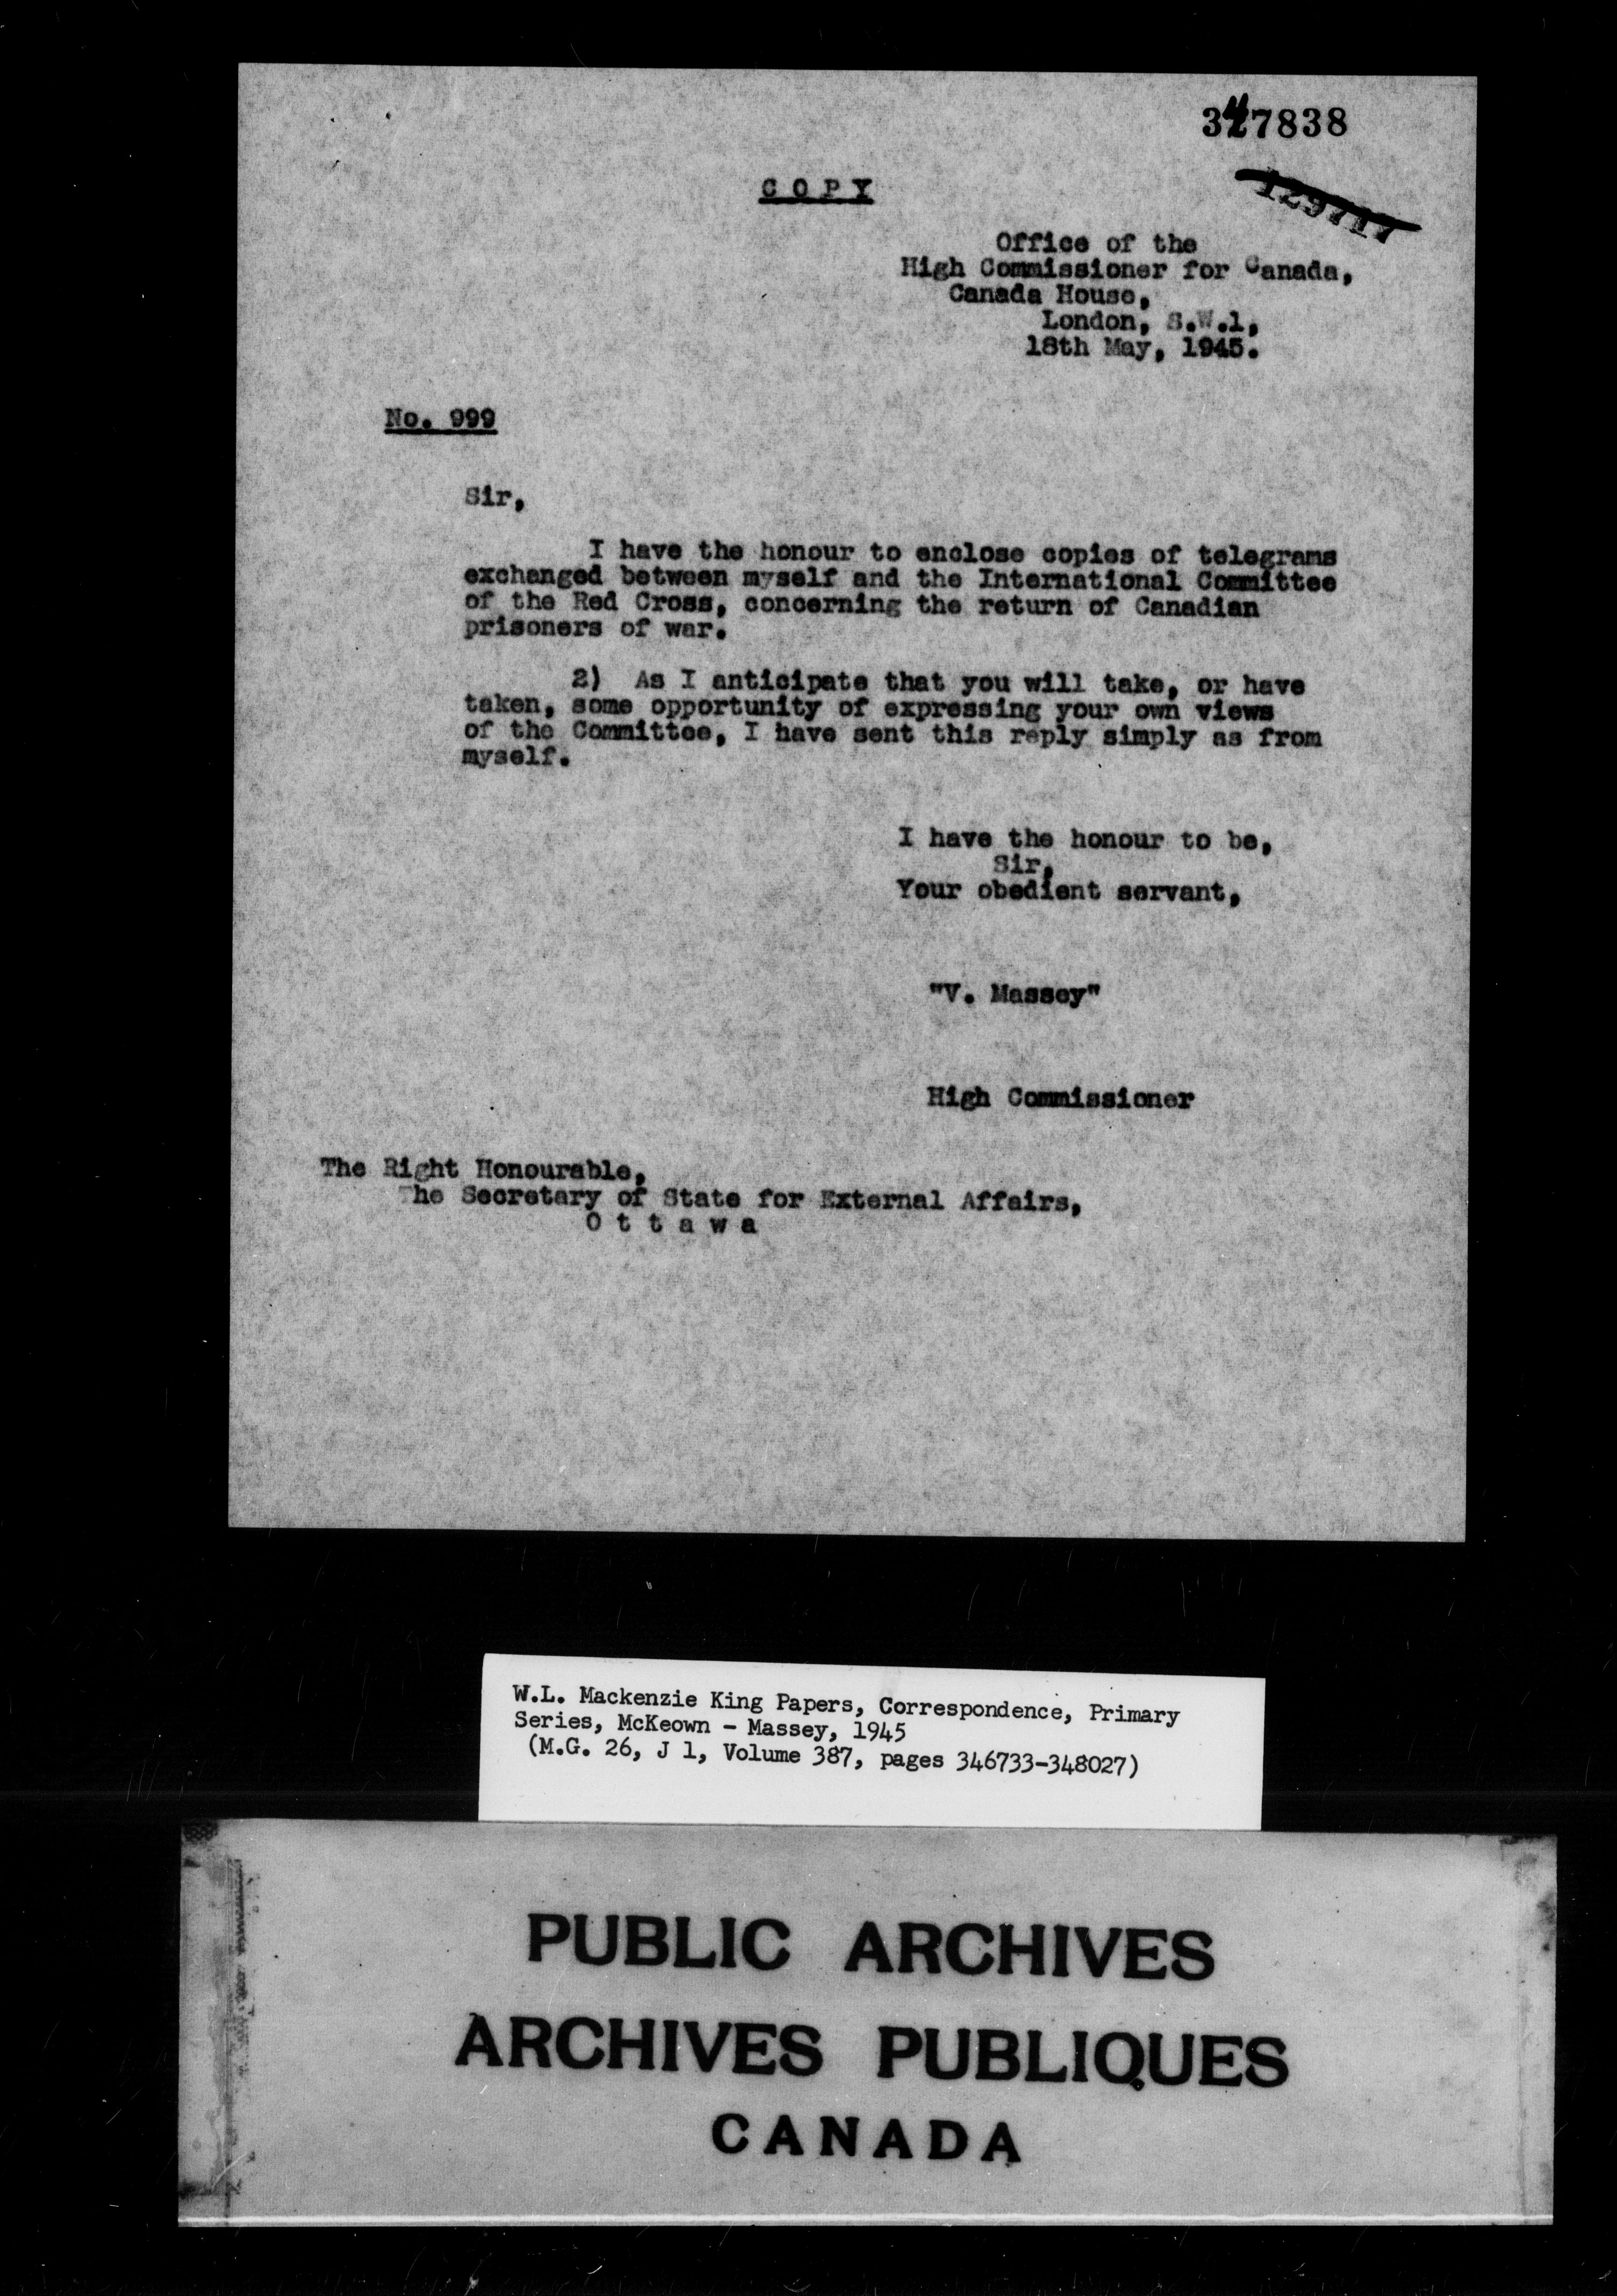 347838
129717
C O P Y
Office of the
High Commissioner for Canada,
Canada House,
London, S.W.1,
18th May, 1945.
No. 999
Sir,
I have the honour to enclose copies of telegrams
exchanged between myself and the International Committee
of the Red Cross, concerning the return of Canadian
prisoners of war.
2) As I anticipate that you will take, or have
taken, some opportunity of expressing your own views
of the Committee, I have sent this reply simply as from
myself.
I have the honour to be,
Sir,
Your obedient servant,
"V. Massey"
High Commissioner
The Right Honourable,
The Secretary of State for External Affairs,
O t t a w a
W.L. Mackenzie King Papers, Correspondence, Primary
Series, McKeown - Massey, 1945
(M.G. 26, J 1, Volume 387, pages 346733-348027)
PUBLIC ARCHIVES
ARCHIVES PUBLIQUES
CANADA